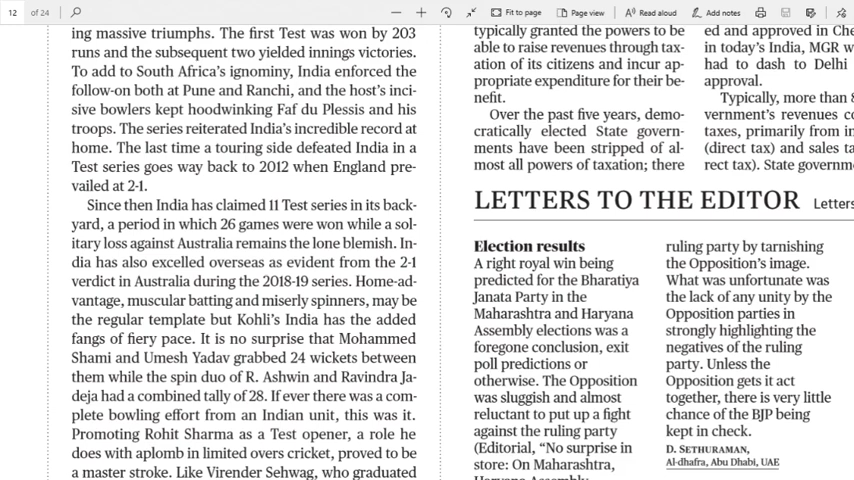 12 of 24
Fit to page
Page view
Read aloud
Add notes
ing massive triumphs. The first Test was won by 203
runs and the subsequent two yielded innings victories.
To add to South Africa's ignominy, India enforced the
follow-on both at Pune and Ranchi, and the host's inci-
sive bowlers kept hoodwinking Faf du Plessis and his
troops. The series reiterated India's incredible record at
home. The last time a touring side defeated India in a
Test series goes way back to 2012 when England pre-
vailed at 2-1.
Since then India has claimed 11 Test series in its back-
yard, a period in which 26 games were won while a sol-
itary loss against Australia remains the lone blemish. In-
dia has also excelled overseas as evident from the 2-1
verdict in Australia during the 2018-19 series. Home-ad-
vantage, muscular batting and miserly spinners, may be
the regular template but Kohli's India has the added
fangs of fiery pace. It is no surprise that Mohammed
Shami and Umesh Yadav grabbed 24 wickets between
them while the spin duo of R. Ashwin and Ravindra Ja-
deja had a combined tally of 28. If ever there was a com-
plete bowling effort from an Indian unit, this was it.
Promoting Rohit Sharma as a Test opener, a role he
does with aplomb in limited overs cricket, proved to be
a master stroke. Like Virender Sehwag, who graduated
typically granted the powers to be
able to raise revenues through tax-
ation of its citizens and incur ap-
propriate expenditure for their be-
nefit.
Over the past five years, demo-
cratically elected State govern-
ments have been stripped of al-
most all powers of taxation; there
ed and approved in Che
in today's India, MGR w
had to dash to Delhi
approval.
Typically, more than 8
vernment's revenues co
taxes, primarily from in
(direct tax) and sales ta
rect tax). State governm
LETTERS TO THE EDITOR Letters
Election results
A right royal win being
predicted for the Bharatiya
Janata Party in the
Maharashtra and Haryana
Assembly elections was a
foregone conclusion, exit
poll predictions or
otherwise. The Opposition
was sluggish and almost
reluctant to put up a fight
against the ruling party
(Editorial, “No surprise in
store: On Maharashtra,
Haryana Assembly
ruling party by tarnishing
the Opposition's image.
What was unfortunate was
the lack of any unity by the
Opposition parties in
strongly highlighting the
negatives of the ruling
party. Unless the
Opposition gets it act
together, there is very little
chance of the BJP being
kept in check.
D. SETHURAMAN,
Al-dhafra, Abu Dhabi, UAE